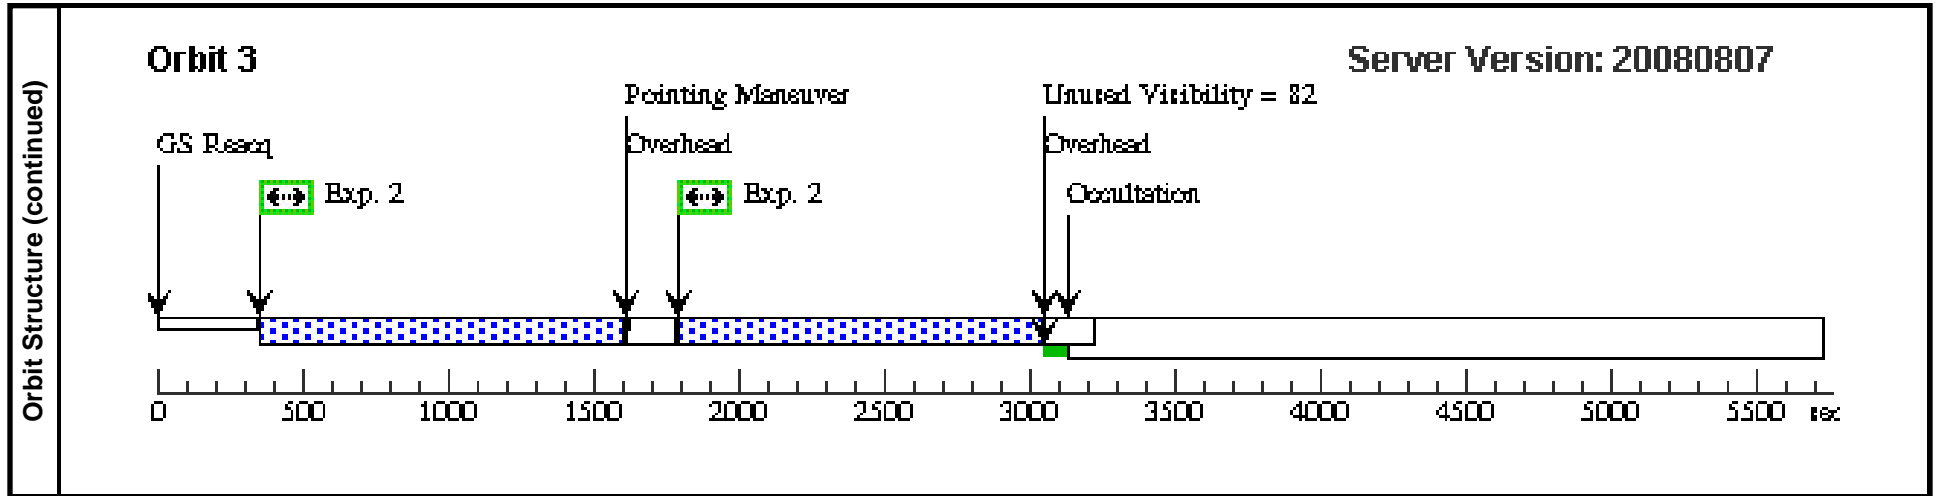 Orbit Structure (continued)
Orbit 3
Server Version: 20080807
Pointing Maneuver
Unused Visibility = 82
GS Reacq
Overhead
Overhead
Exp. 2
Exp. 2
Occultation
0 500 1000 1500 2000 2500 3000 3500 4000 4500 5000 5500 sec